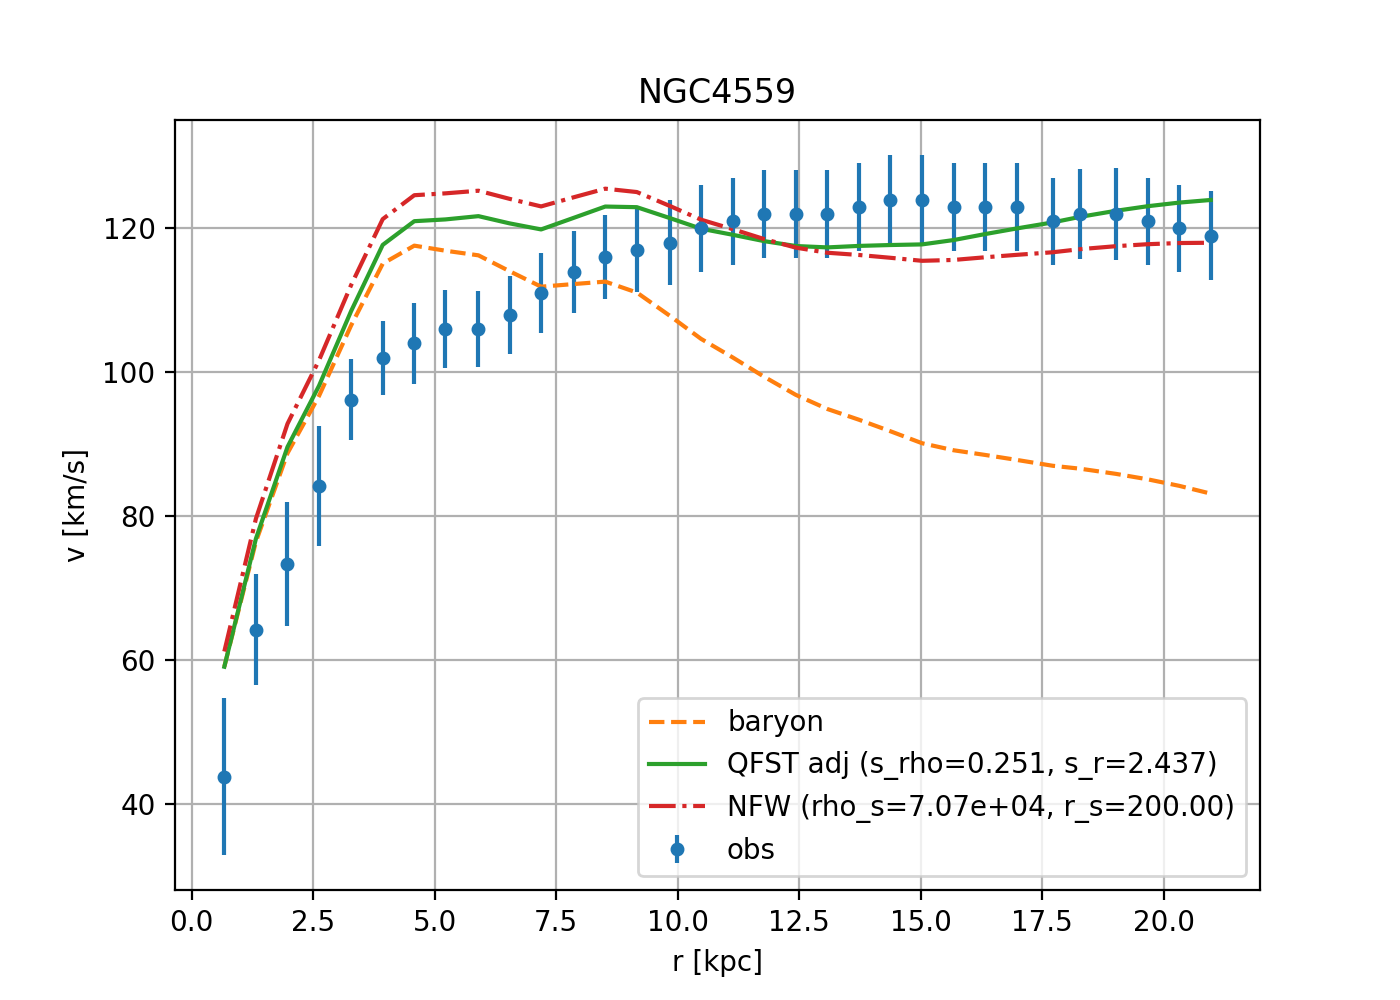 NGC4559
v [km/s]
120
100
80
60
40
baryon
QFST adj (s_rho=0.251, s_r=2.437)
NFW (rho_s=7.07e+04, r_s=200.00)
obs
0.0 2.5 5.0 7.5 10.0 12.5 15.0 17.5 20.0
r [kpc]